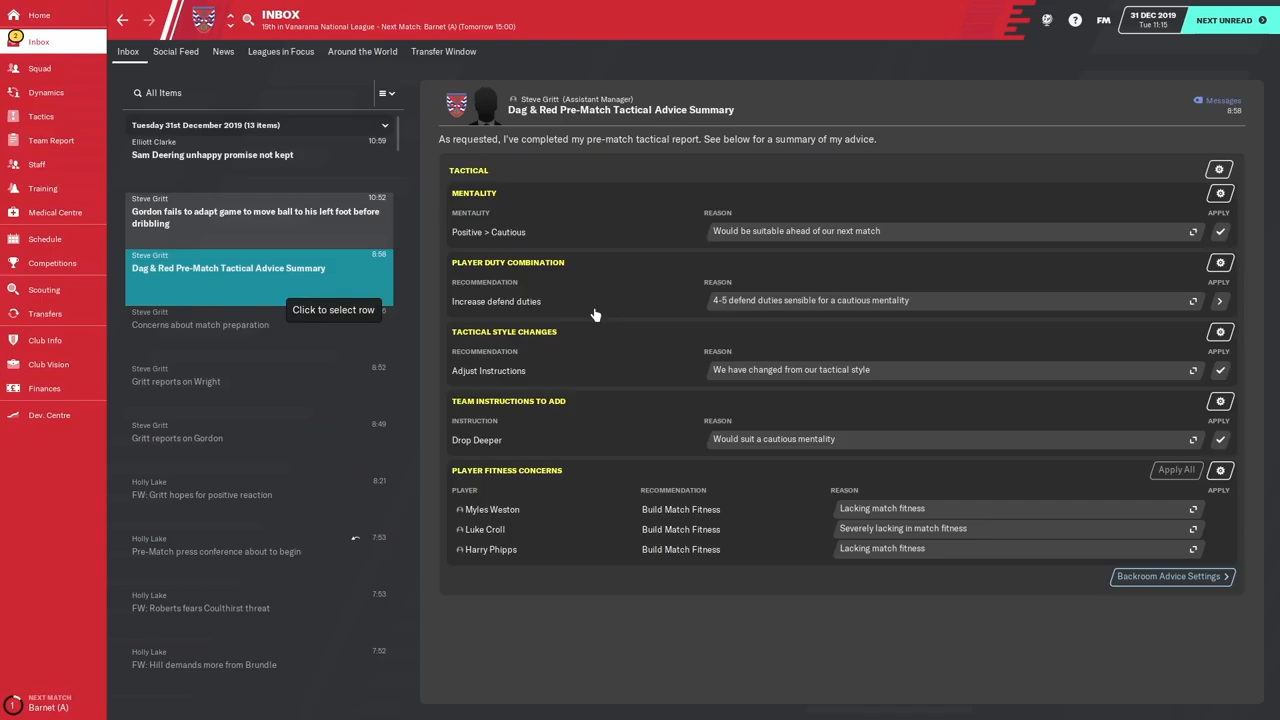 Home
2
Inbox
Squad
Dynamics
Tactics
Team Report
Staff
Training
Medical Centre
Schedule
Competitions
Scouting
Transfers
Club Info
Club Vision
Finances
Dev. Centre
1
NEXT MATCH
Barnet (A)
INBOX
19th in Vanarama National League - Next Match: Barnet (A) (Tomorrow 15:00)
?
FM
31 DEC 2019
Tue 11:15
NEXT UNREAD
Inbox
Social Feed
News
Leagues in Focus
Around the World
Transfer Window
All Items
Tuesday 31st December 2019 (13 items)
Elliott Clarke 10:59
Sam Deering unhappy promise not kept
Steve Gritt 10:52
Gordon fails to adapt game to move ball to his left foot before
dribbling
Steve Gritt 8:58
Dag & Red Pre-Match Tactical Advice Summary
Click to select row
Steve Gritt
Concerns about match preparation
Steve Gritt 8:52
Gritt reports on Wright
Steve Gritt 8:49
Gritt reports on Gordon
Holly Lake 8:21
FW: Gritt hopes for positive reaction
Holly Lake 7:53
Pre-Match press conference about to begin
Holly Lake 7:53
FW: Roberts fears Coulthirst threat
Holly Lake 7:52
FW: Hill demands more from Brundle
Steve Gritt (Assistant Manager)
Dag & Red Pre-Match Tactical Advice Summary
Messages
8:58
As requested, I've completed my pre-match tactical report. See below for a summary of my advice.
TACTICAL
MENTALITY
MENTALITY REASON APPLY
Positive > Cautious Would be suitable ahead of our next match
PLAYER DUTY COMBINATION
RECOMMENDATION REASON APPLY
Increase defend duties 4-5 defend duties sensible for a cautious mentality
TACTICAL STYLE CHANGES
RECOMMENDATION REASON APPLY
Adjust Instructions We have changed from our tactical style
TEAM INSTRUCTIONS TO ADD
INSTRUCTION REASON APPLY
Drop Deeper Would suit a cautious mentality
PLAYER FITNESS CONCERNS Apply All
PLAYER RECOMMENDATION REASON APPLY
Myles Weston Build Match Fitness Lacking match fitness
Luke Croll Build Match Fitness Severely lacking in match fitness
Harry Phipps Build Match Fitness Lacking match fitness
Backroom Advice Settings